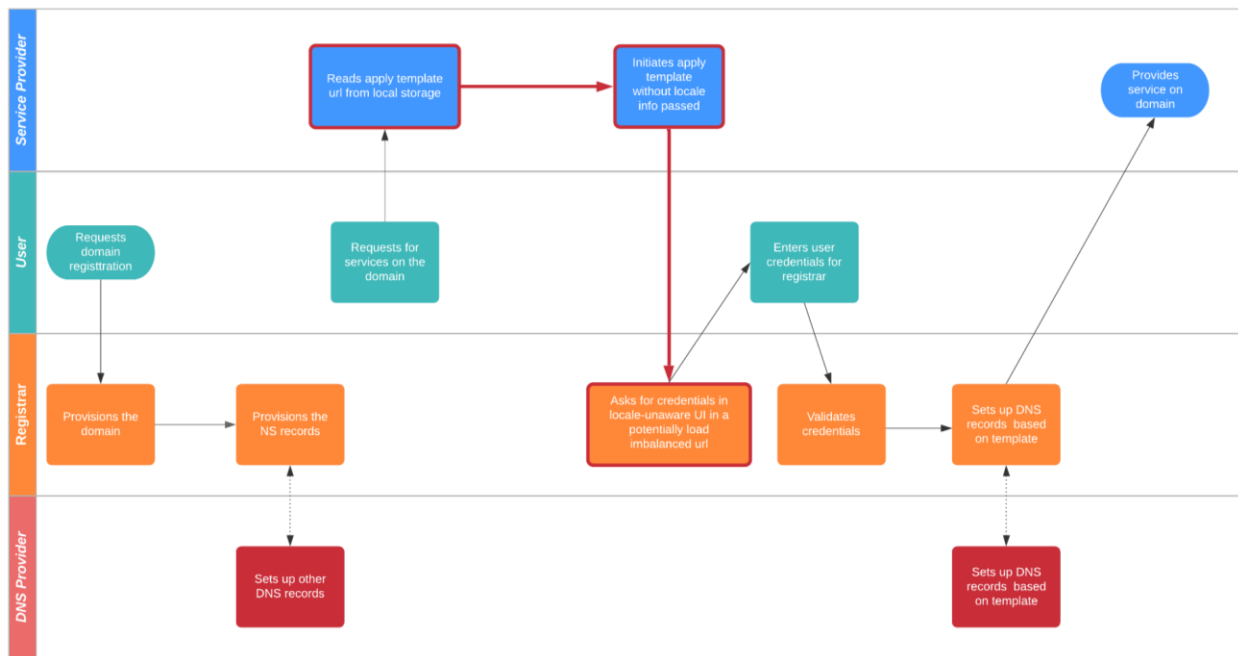 Service Provider
Reads apply template
url from local storage
Initiates apply
template
without locale
info passed
Provides
service on
domain
User
Requests
domain
registtration
Requests for
services on the
domain
Enters user
credentials for
registrar
Registrar
Provisions the
domain
Provisions the
NS records
Asks for credentials in
locale-unaware UI in a
potentially load
imbalanced url
Validates
credentials
Sets up DNS
records based
on template
DNS Provider
Sets up other
DNS records
Sets up DNS
records based
on template